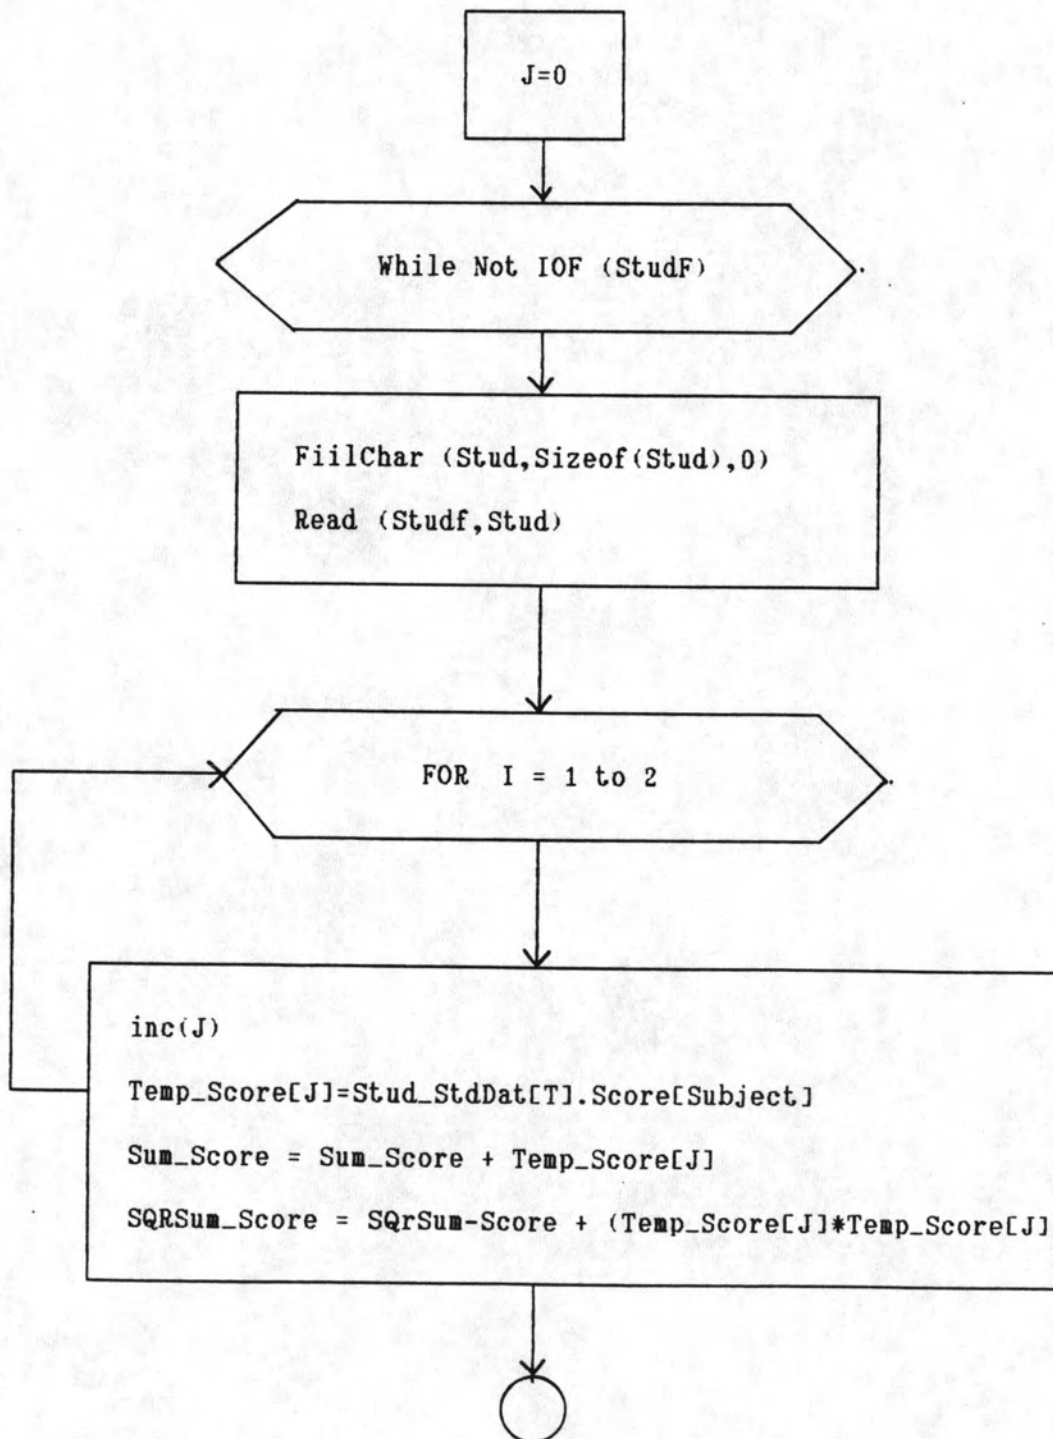 J=0
While Not IOF (StudF)
FiilChar (Stud,Sizeof(Stud),0)
Read (Studf,Stud)
FOR I = 1 to 2
inc(J)
Temp_Score[J]=Stud_StdDat[T].Score[Subject]
Sum_Score = Sum_Score + Temp_Score[J]
SQRSum_Score = SQrSum-Score + (Temp_Score[J]*Temp_Score[J]